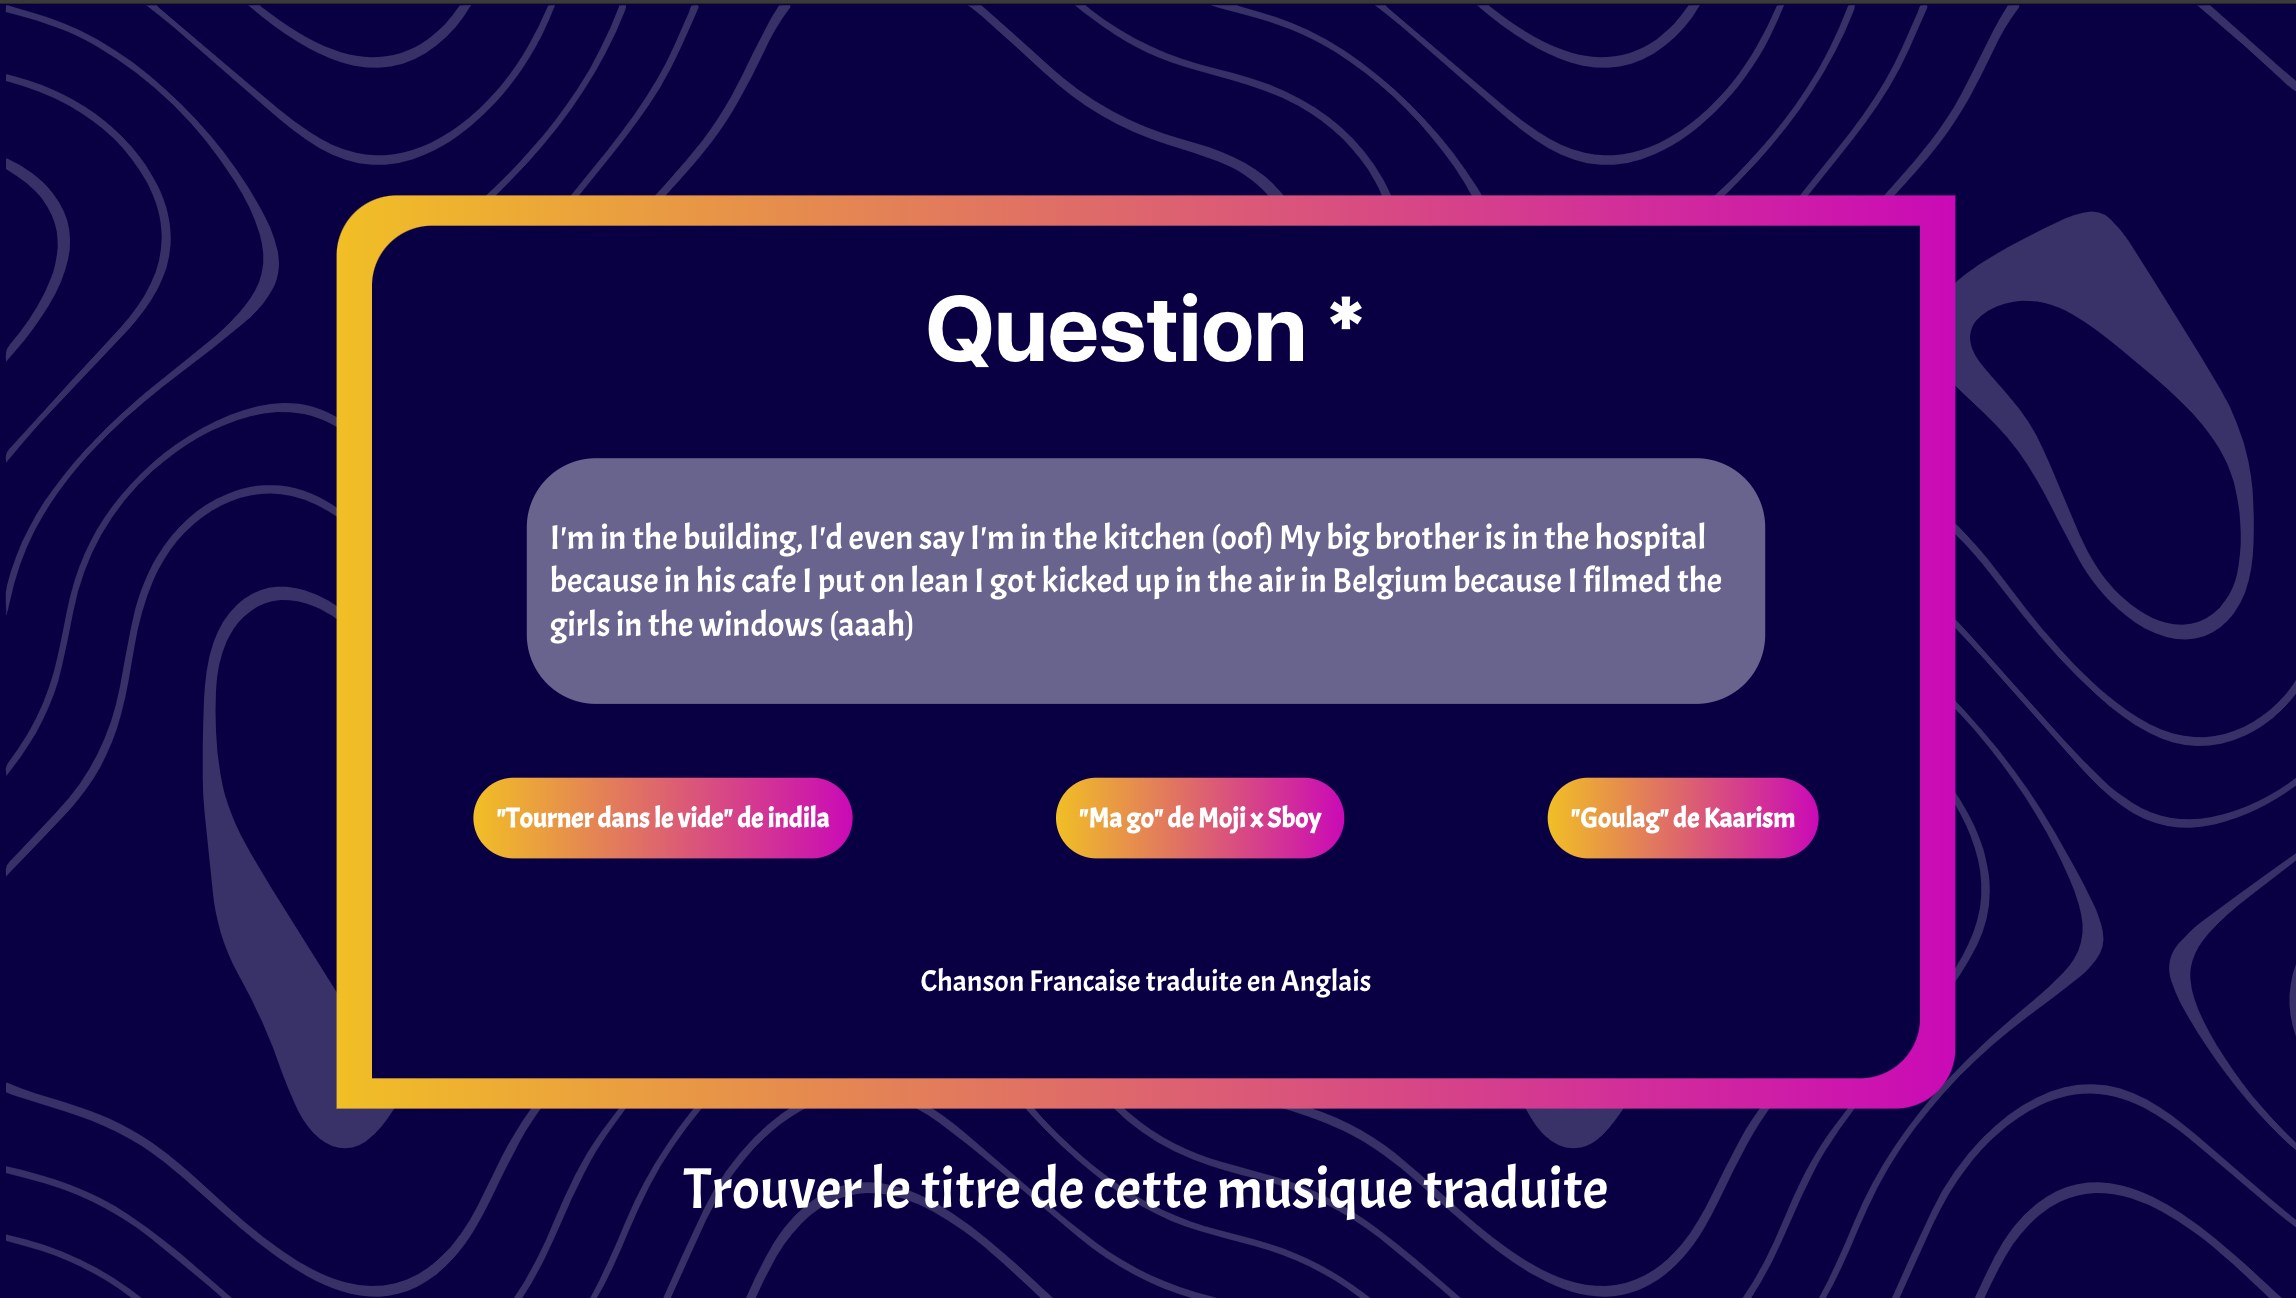 Question *
I'm in the building, I'd even say I'm in the kitchen (oof) My big brother is in the hospital
because in his cafe I put on lean I got kicked up in the air in Belgium because I filmed the
girls in the windows (aaah)
"Tourner dans le vide" de indila
"Ma go" de Moji x Sboy
"Goulag" de Kaarism
Chanson Francaise traduite en Anglais
Trouver le titre de cette musique traduite